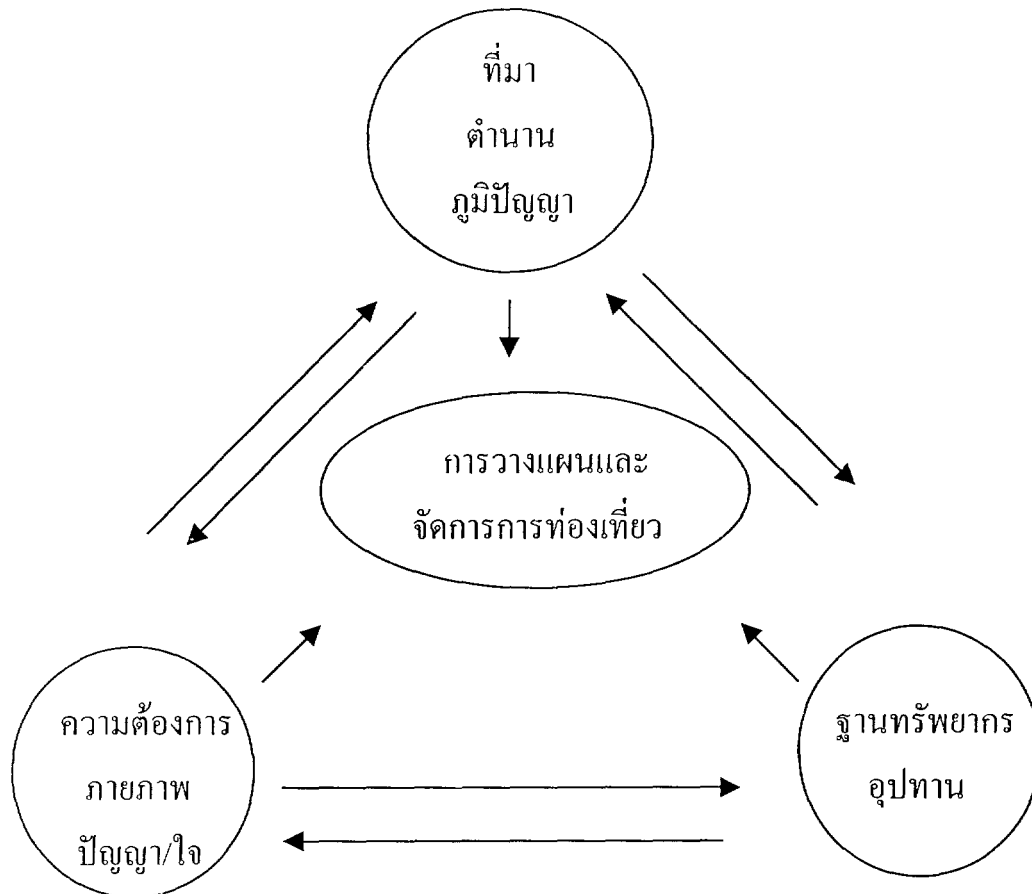 ที่มา
ตำนาน
ภูมิปัญญา
การวางแผนและ
จัดการการท่องเที่ยว
ความต้องการ
ภายภาพ
ปัญญา/ใจ
ฐานทรัพยากร
อุปทาน